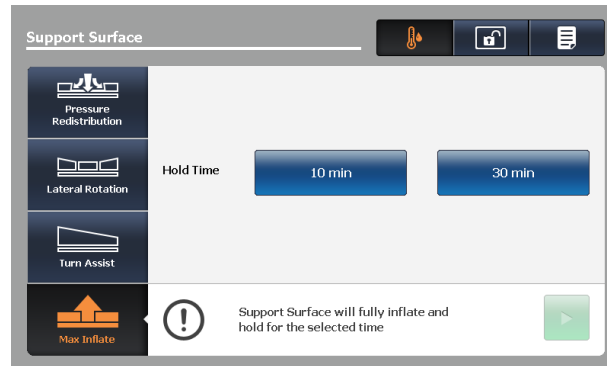 Support Surface
Pressure
Redistribution
Lateral Rotation
Turn Assist
Max Inflate
Hold Time
10 min
30 min
Support Surface will fully inflate and
hold for the selected time